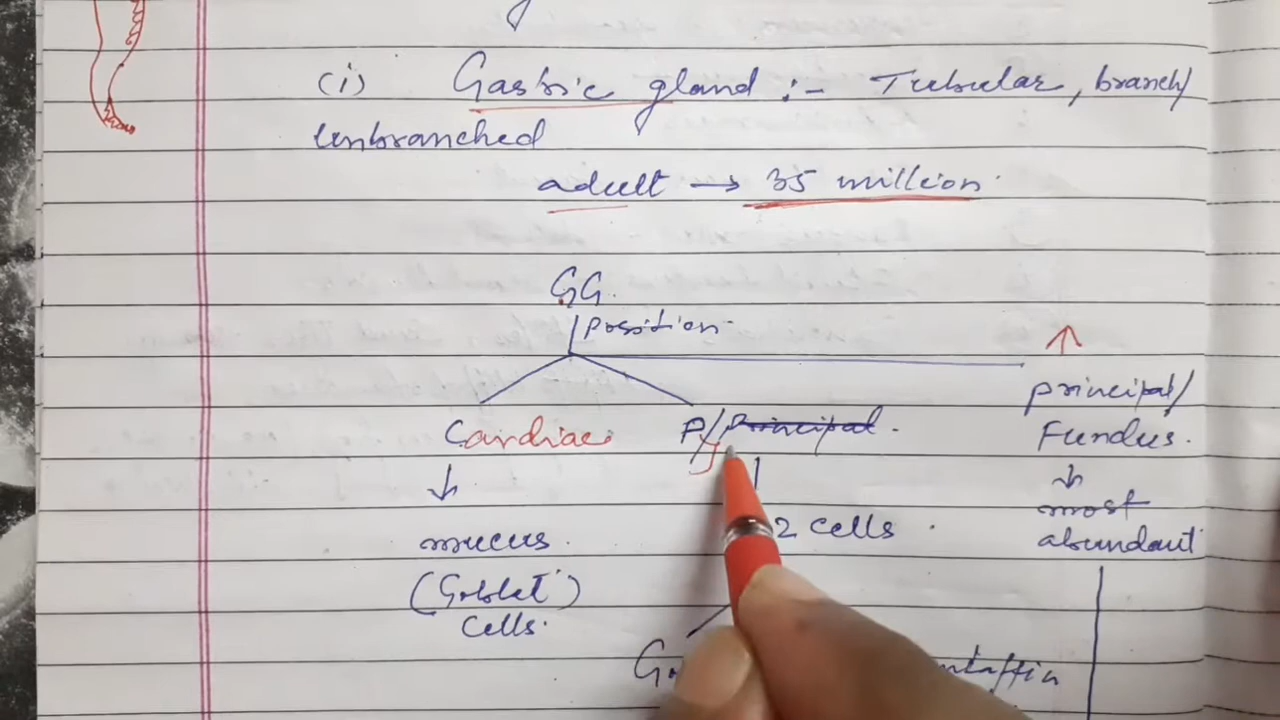 (i) Gastric gland :- Tubular, branch/
unbranched
adult → 35 million
GG.
position
Cardiac
principal/
Fundus.
↓
mucus.
(Goblet)
cells.
2 cells
↓
most
abundant